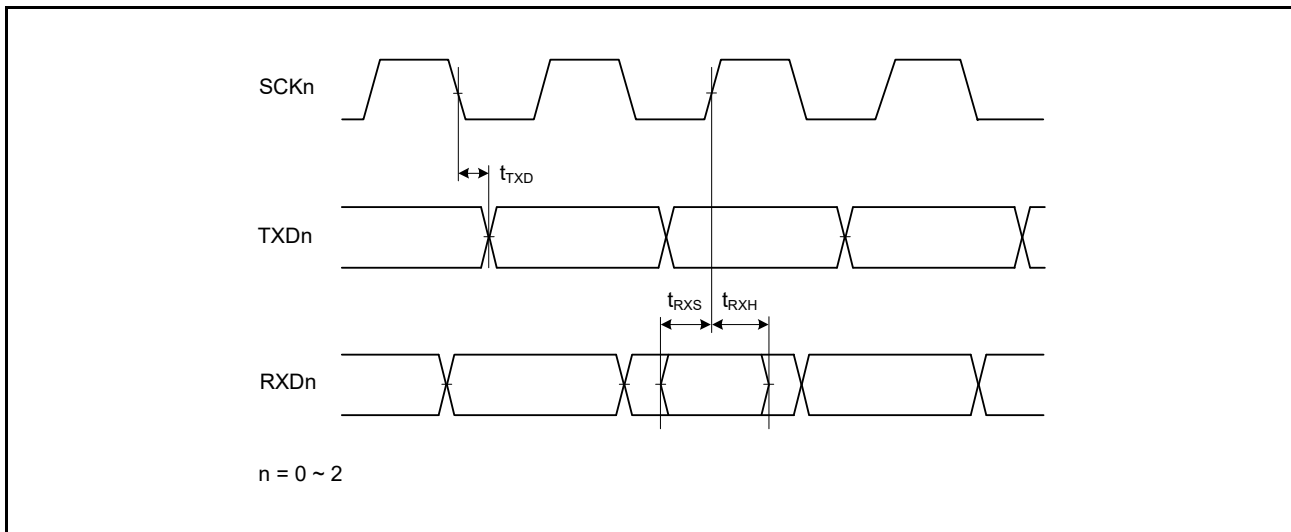 SCKn
tTXD
TXDn
tRXS tRXH
RXDn
n = 0 ~ 2